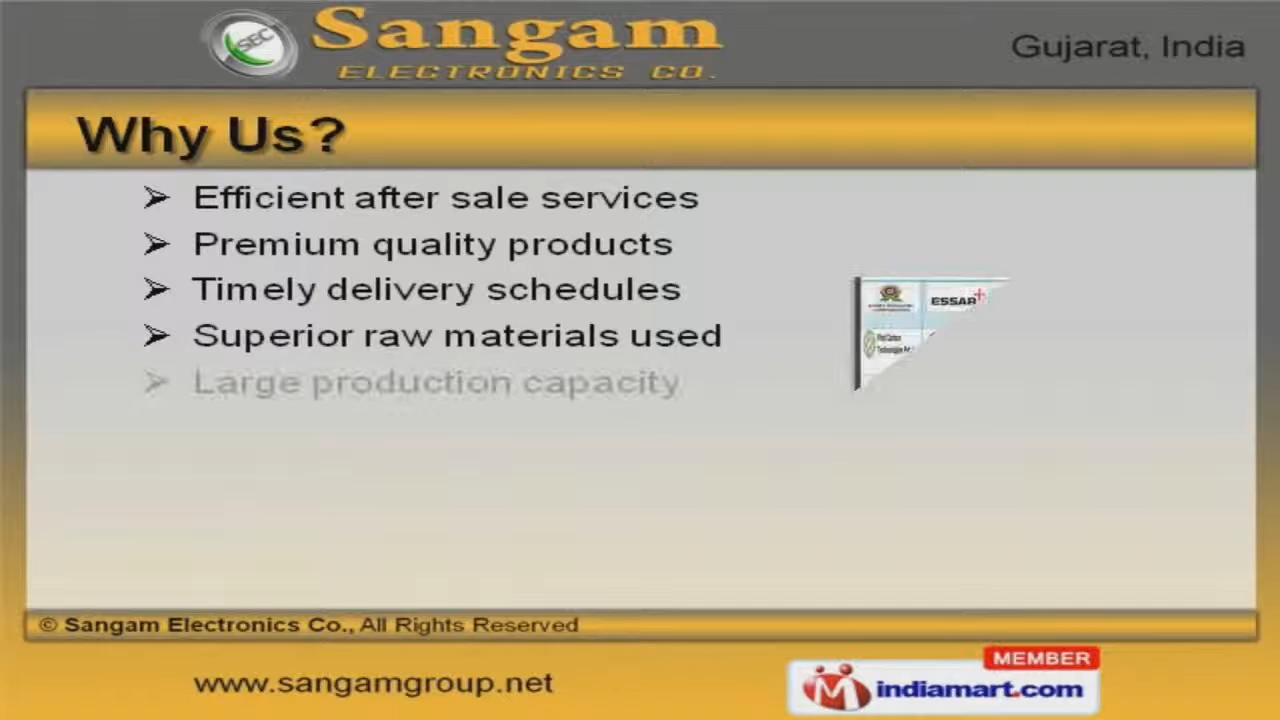 SEC
Sangam
ELECTRONICS CO.
Gujarat, India
Why Us?
➢ Efficient after sale services
➢ Premium quality products
➢ Timely delivery schedules
➢ Superior raw materials used
➢ Large production capacity
ESSAR
© Sangam Electronics Co., All Rights Reserved
www.sangamgroup.net
MEMBER
indiamart.com